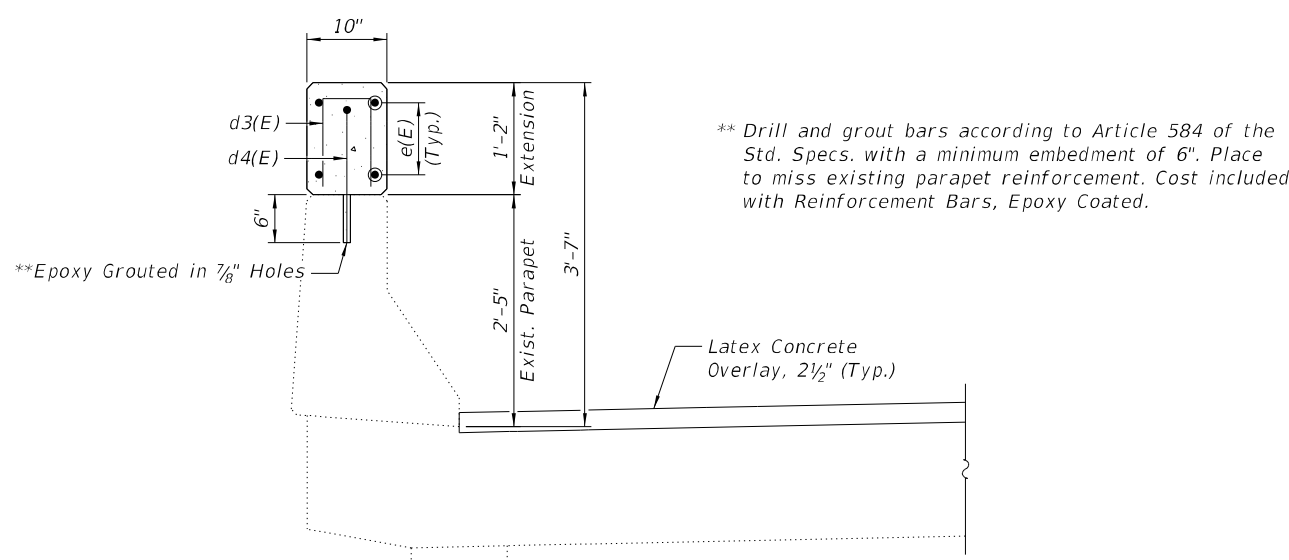 10"
d3(E)
d4(E)
e(E)
(Typ.)
1'-2"
Extension
6"
**Epoxy Grouted in ⅞" Holes
2'-5"
Exist. Parapet
3'-7"
** Drill and grout bars according to Article 584 of the
Std. Specs. with a minimum embedment of 6". Place
to miss existing parapet reinforcement. Cost included
with Reinforcement Bars, Epoxy Coated.
Latex Concrete
Overlay, 2½" (Typ.)